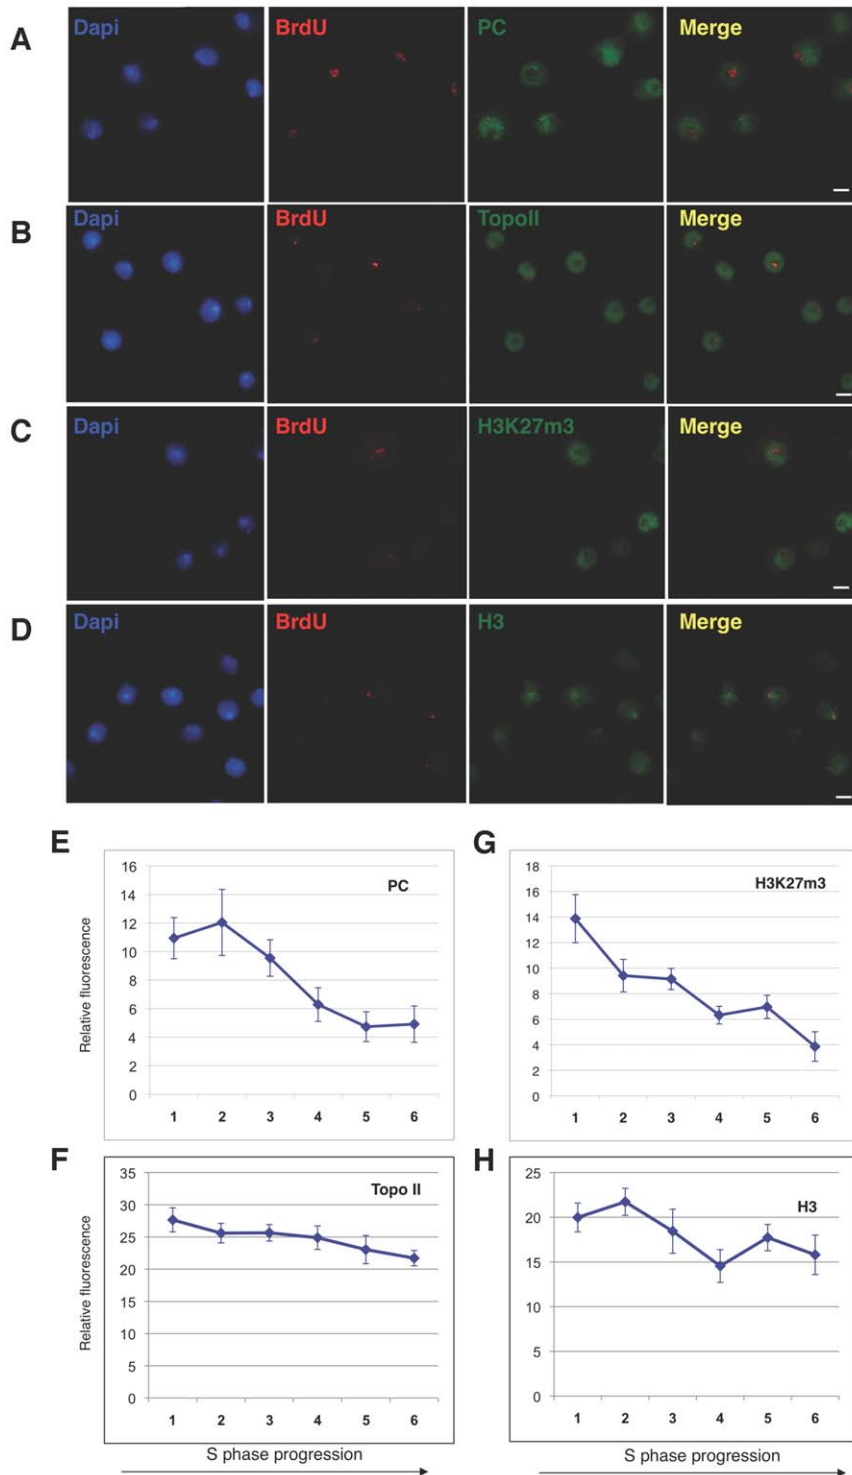 A
Dapi BrdU PC Merge
B
Dapi BrdU TopoII Merge
C
Dapi BrdU H3K27m3 Merge
D
Dapi BrdU H3 Merge
E
PC
Relative fluorescence
16
14
12
10
8
6
4
2
0
1 2 3 4 5 6
G
H3K27m3
18
16
14
12
10
8
6
4
2
0
1 2 3 4 5 6
F
Topo II
Relative fluorescence
35
30
25
20
15
10
5
0
1 2 3 4 5 6
S phase progression
H
H3
25
20
15
10
5
0
1 2 3 4 5 6
S phase progression